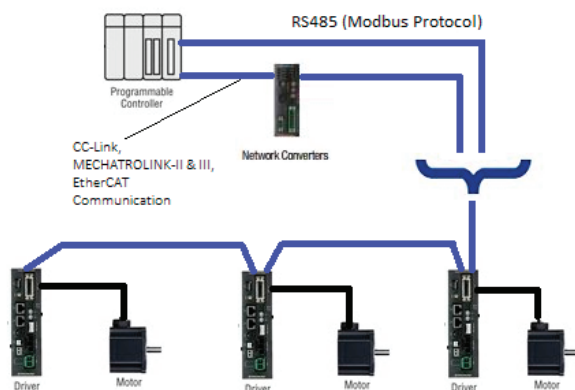 RS485 (Modbus Protocol)
Programmable
Controller
CC-Link,
MECHATROLINK-II & III,
EtherCAT
Communication
Network Converters
Driver
Motor
Driver
Motor
Driver
Motor